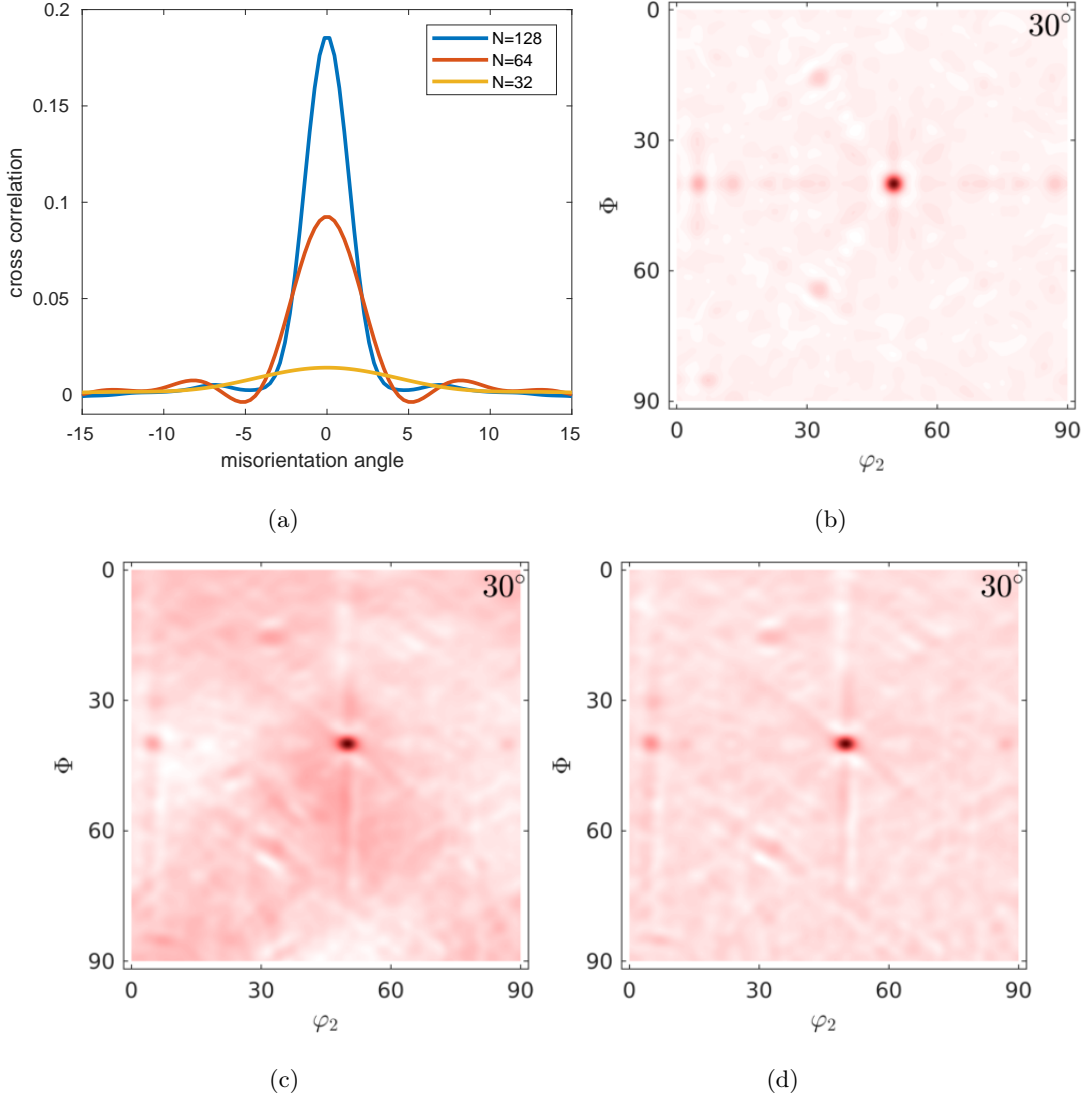 0.2
0.15
0.1
0.05
0
cross correlation
-15 -10 -5 0 5 10 15
misorientation angle
N=128
N=64
N=32
(a)
30°
0
30
60
90
Φ
0 30 60 90
φ₂
(b)
30°
0
30
60
90
Φ
0 30 60 90
φ₂
(c)
30°
0
30
60
90
Φ
0 30 60 90
φ₂
(d)